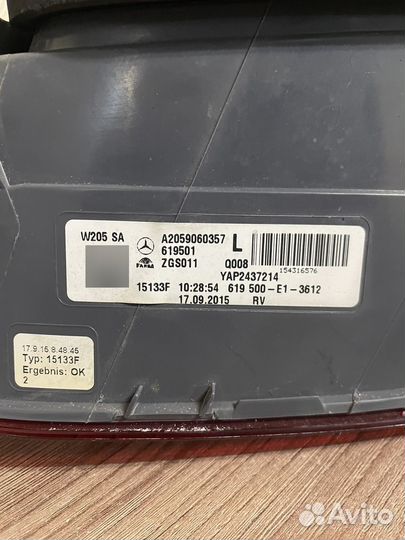 W205 SA A2059060357 L
619501
ZGS011 Q008 154316576
YAP2437214
15133F 10:28:54 619 500-E1-3612
17.09.2015 RV
17.9.15 8.48.45
Typ: 15133F
Ergebnis: OK
2
Avito